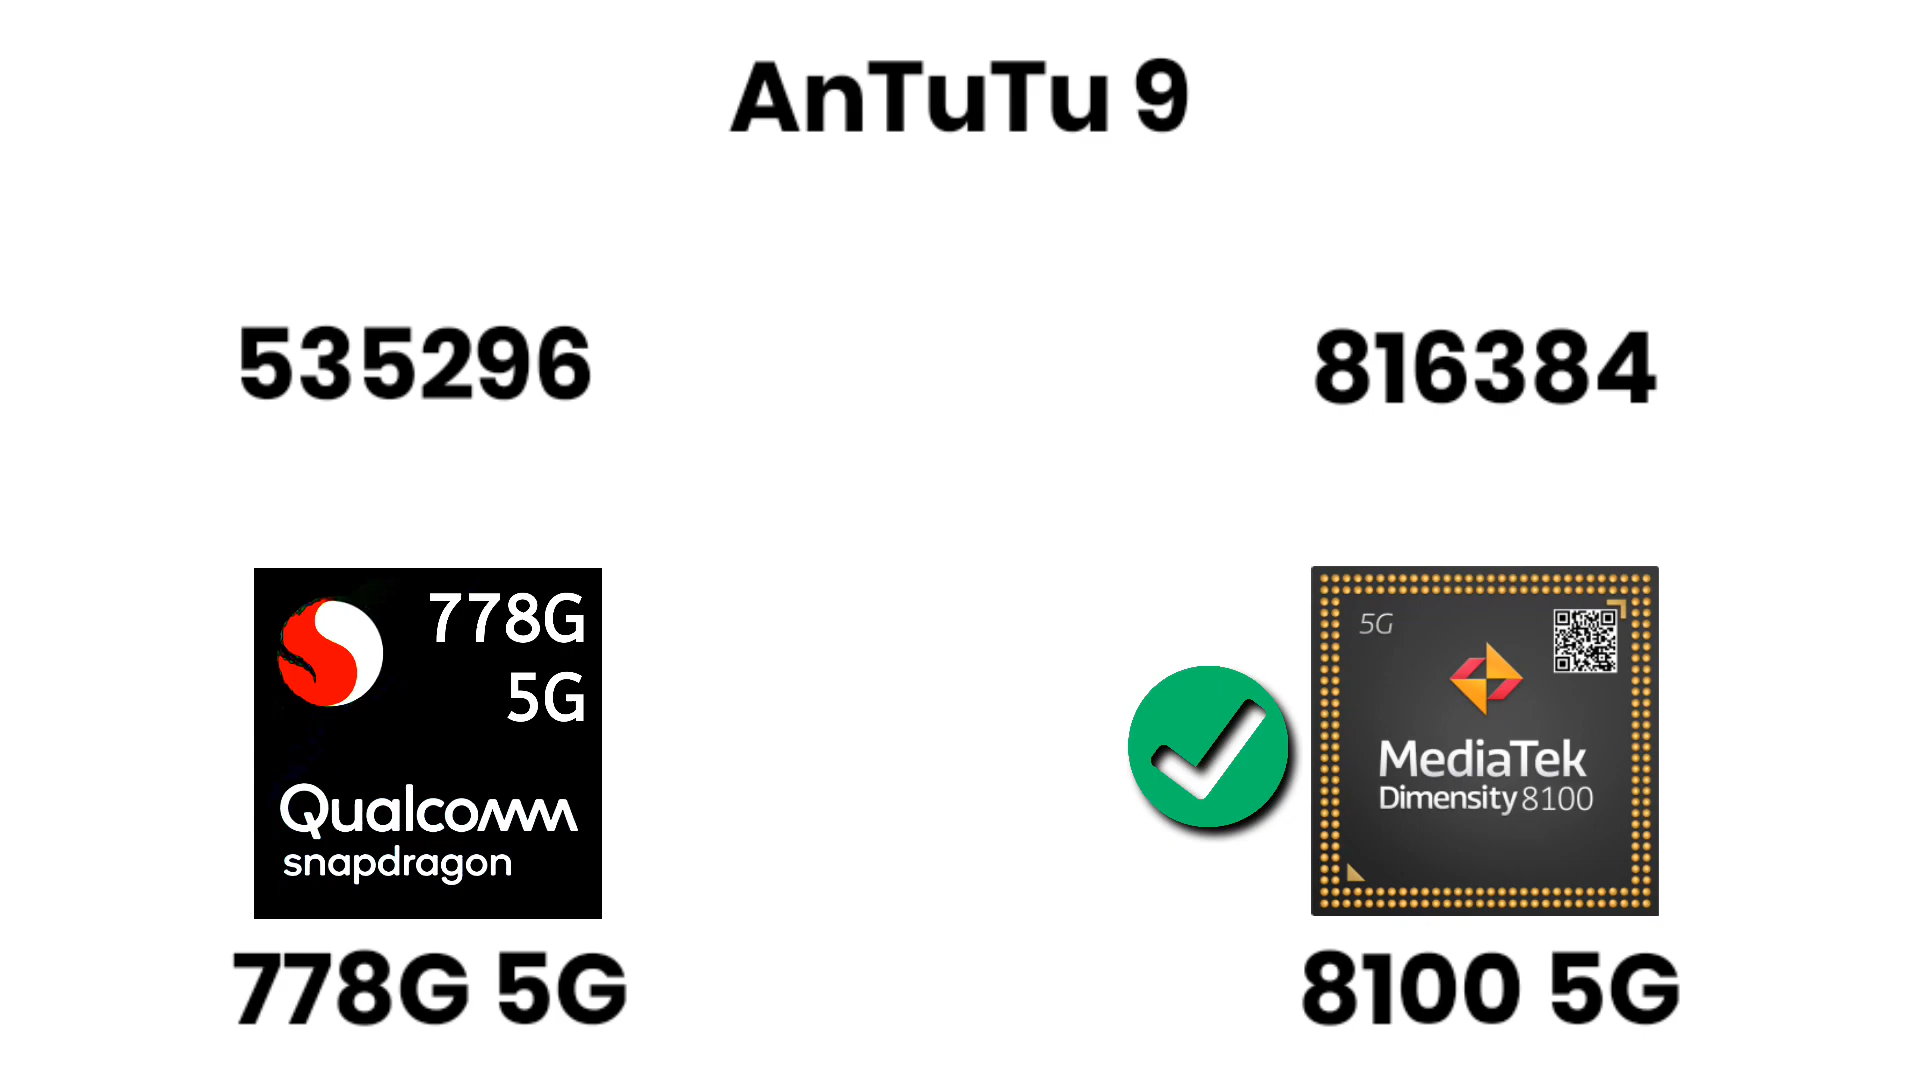 AnTuTu 9
535296
816384
778G
5G
Qualcomm
snapdragon
5G
MediaTek
Dimensity 8100
778G 5G
8100 5G